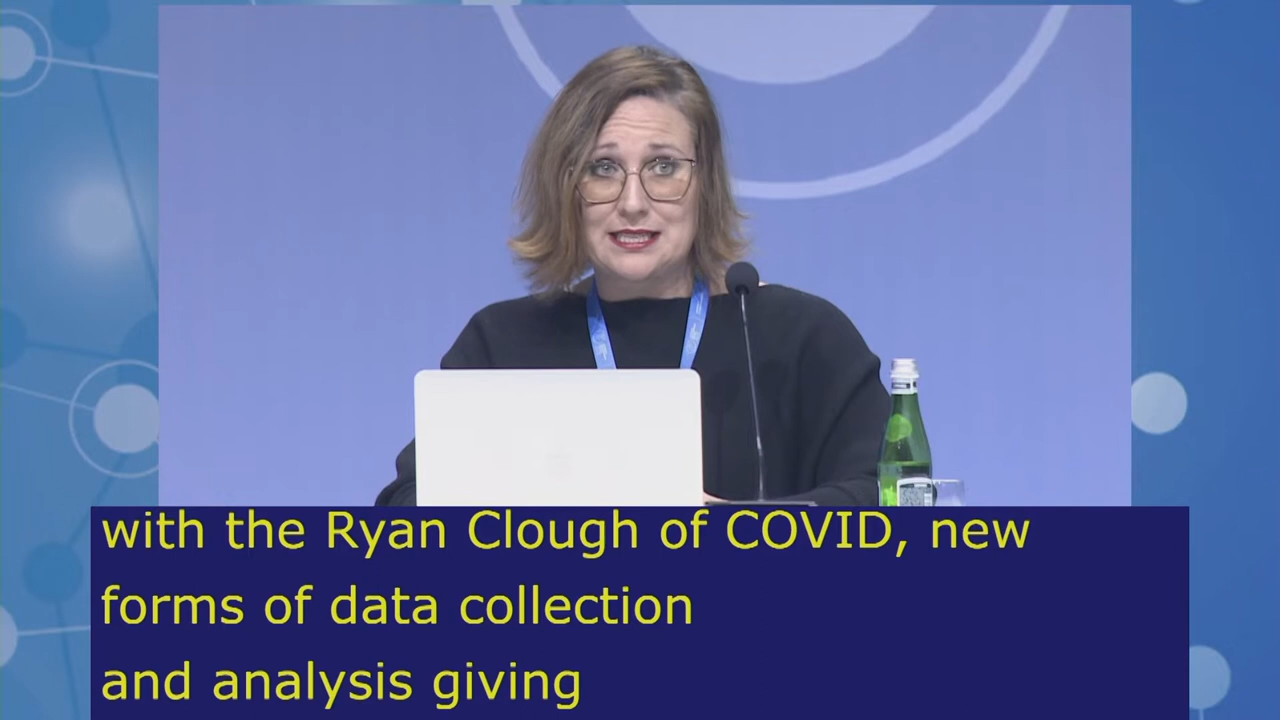 with the Ryan Clough of COVID, new
forms of data collection
and analysis giving